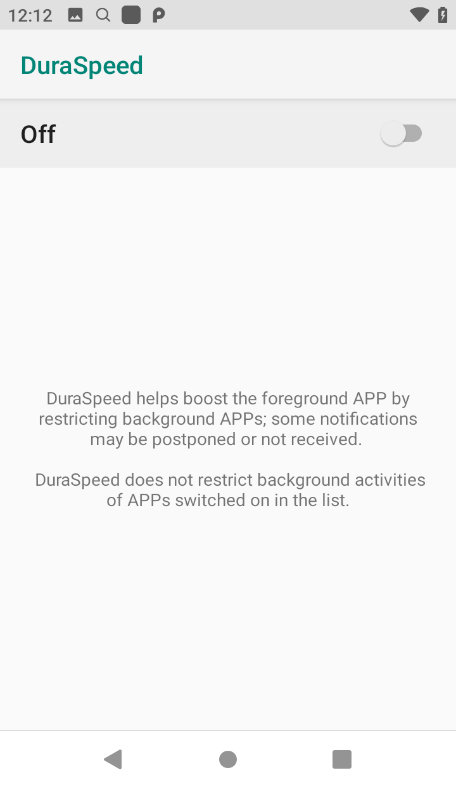 12:12
DuraSpeed
Off
DuraSpeed helps boost the foreground APP by
restricting background APPs; some notifications
may be postponed or not received.
DuraSpeed does not restrict background activities
of APPs switched on in the list.